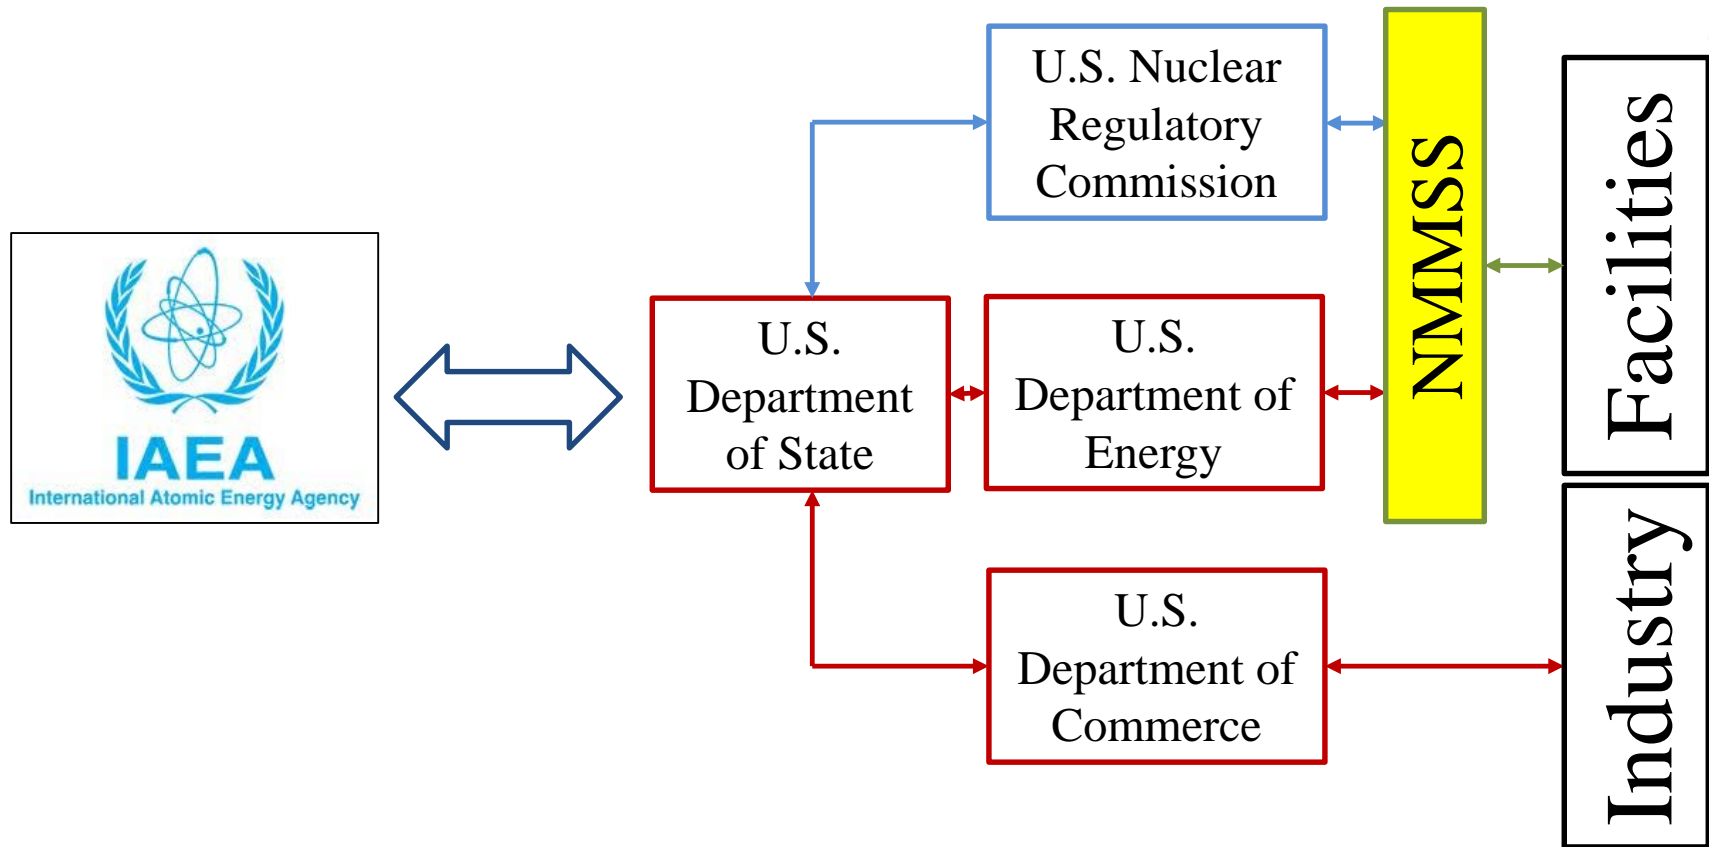 IAEA
International Atomic Energy Agency
U.S.
Department
of State
U.S. Nuclear
Regulatory
Commission
U.S.
Department of
Energy
U.S.
Department of
Commerce
NMMSS
Facilities
Industry